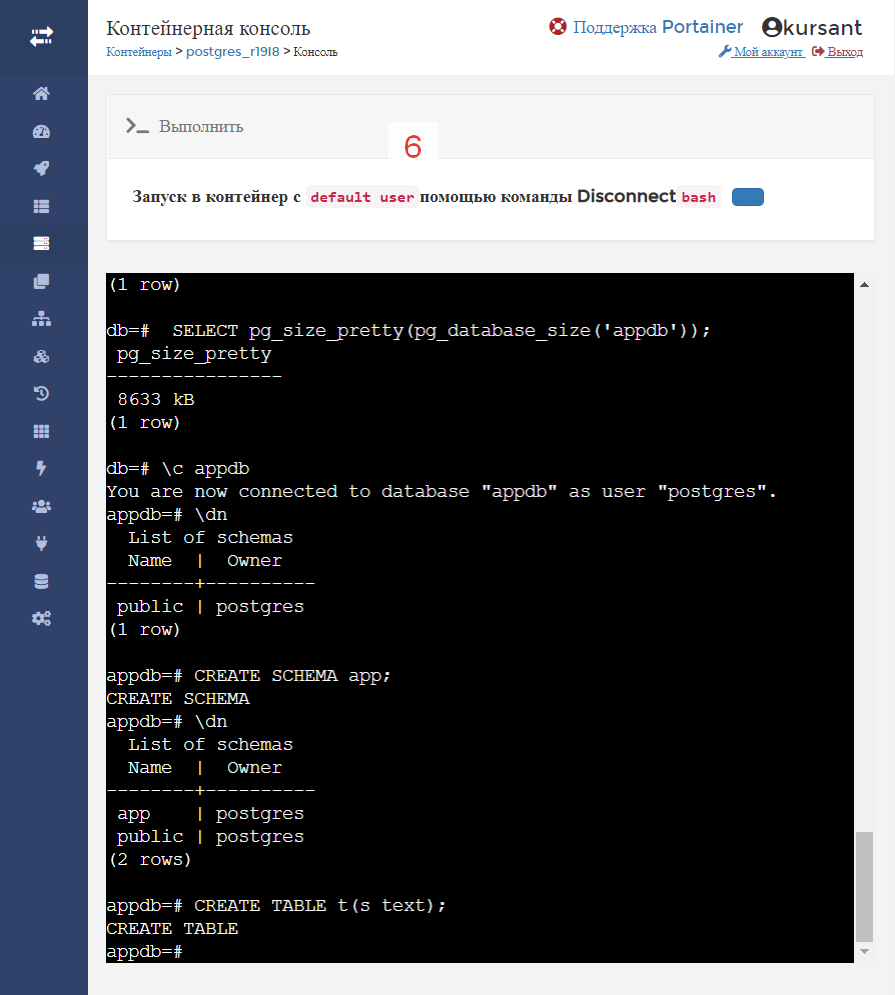 Контейнерная консоль
Поддержка Portainer
kursant
Контейнеры > postgres_r19l8 > Консоль
Мой аккаунт
Выход
Выполнить
6
Запуск в контейнер с default user помощью команды Disconnect bash
(1 row)
db=#  SELECT pg_size_pretty(pg_database_size('appdb'));
 pg_size_pretty
----------------
 8633 kB
(1 row)
db=# \c appdb
You are now connected to database "appdb" as user "postgres".
appdb=# \dn
  List of schemas
  Name  |  Owner
--------+----------
 public | postgres
(1 row)
appdb=# CREATE SCHEMA app;
CREATE SCHEMA
appdb=# \dn
  List of schemas
  Name  |  Owner
--------+----------
 app    | postgres
 public | postgres
(2 rows)
appdb=# CREATE TABLE t(s text);
CREATE TABLE
appdb=#